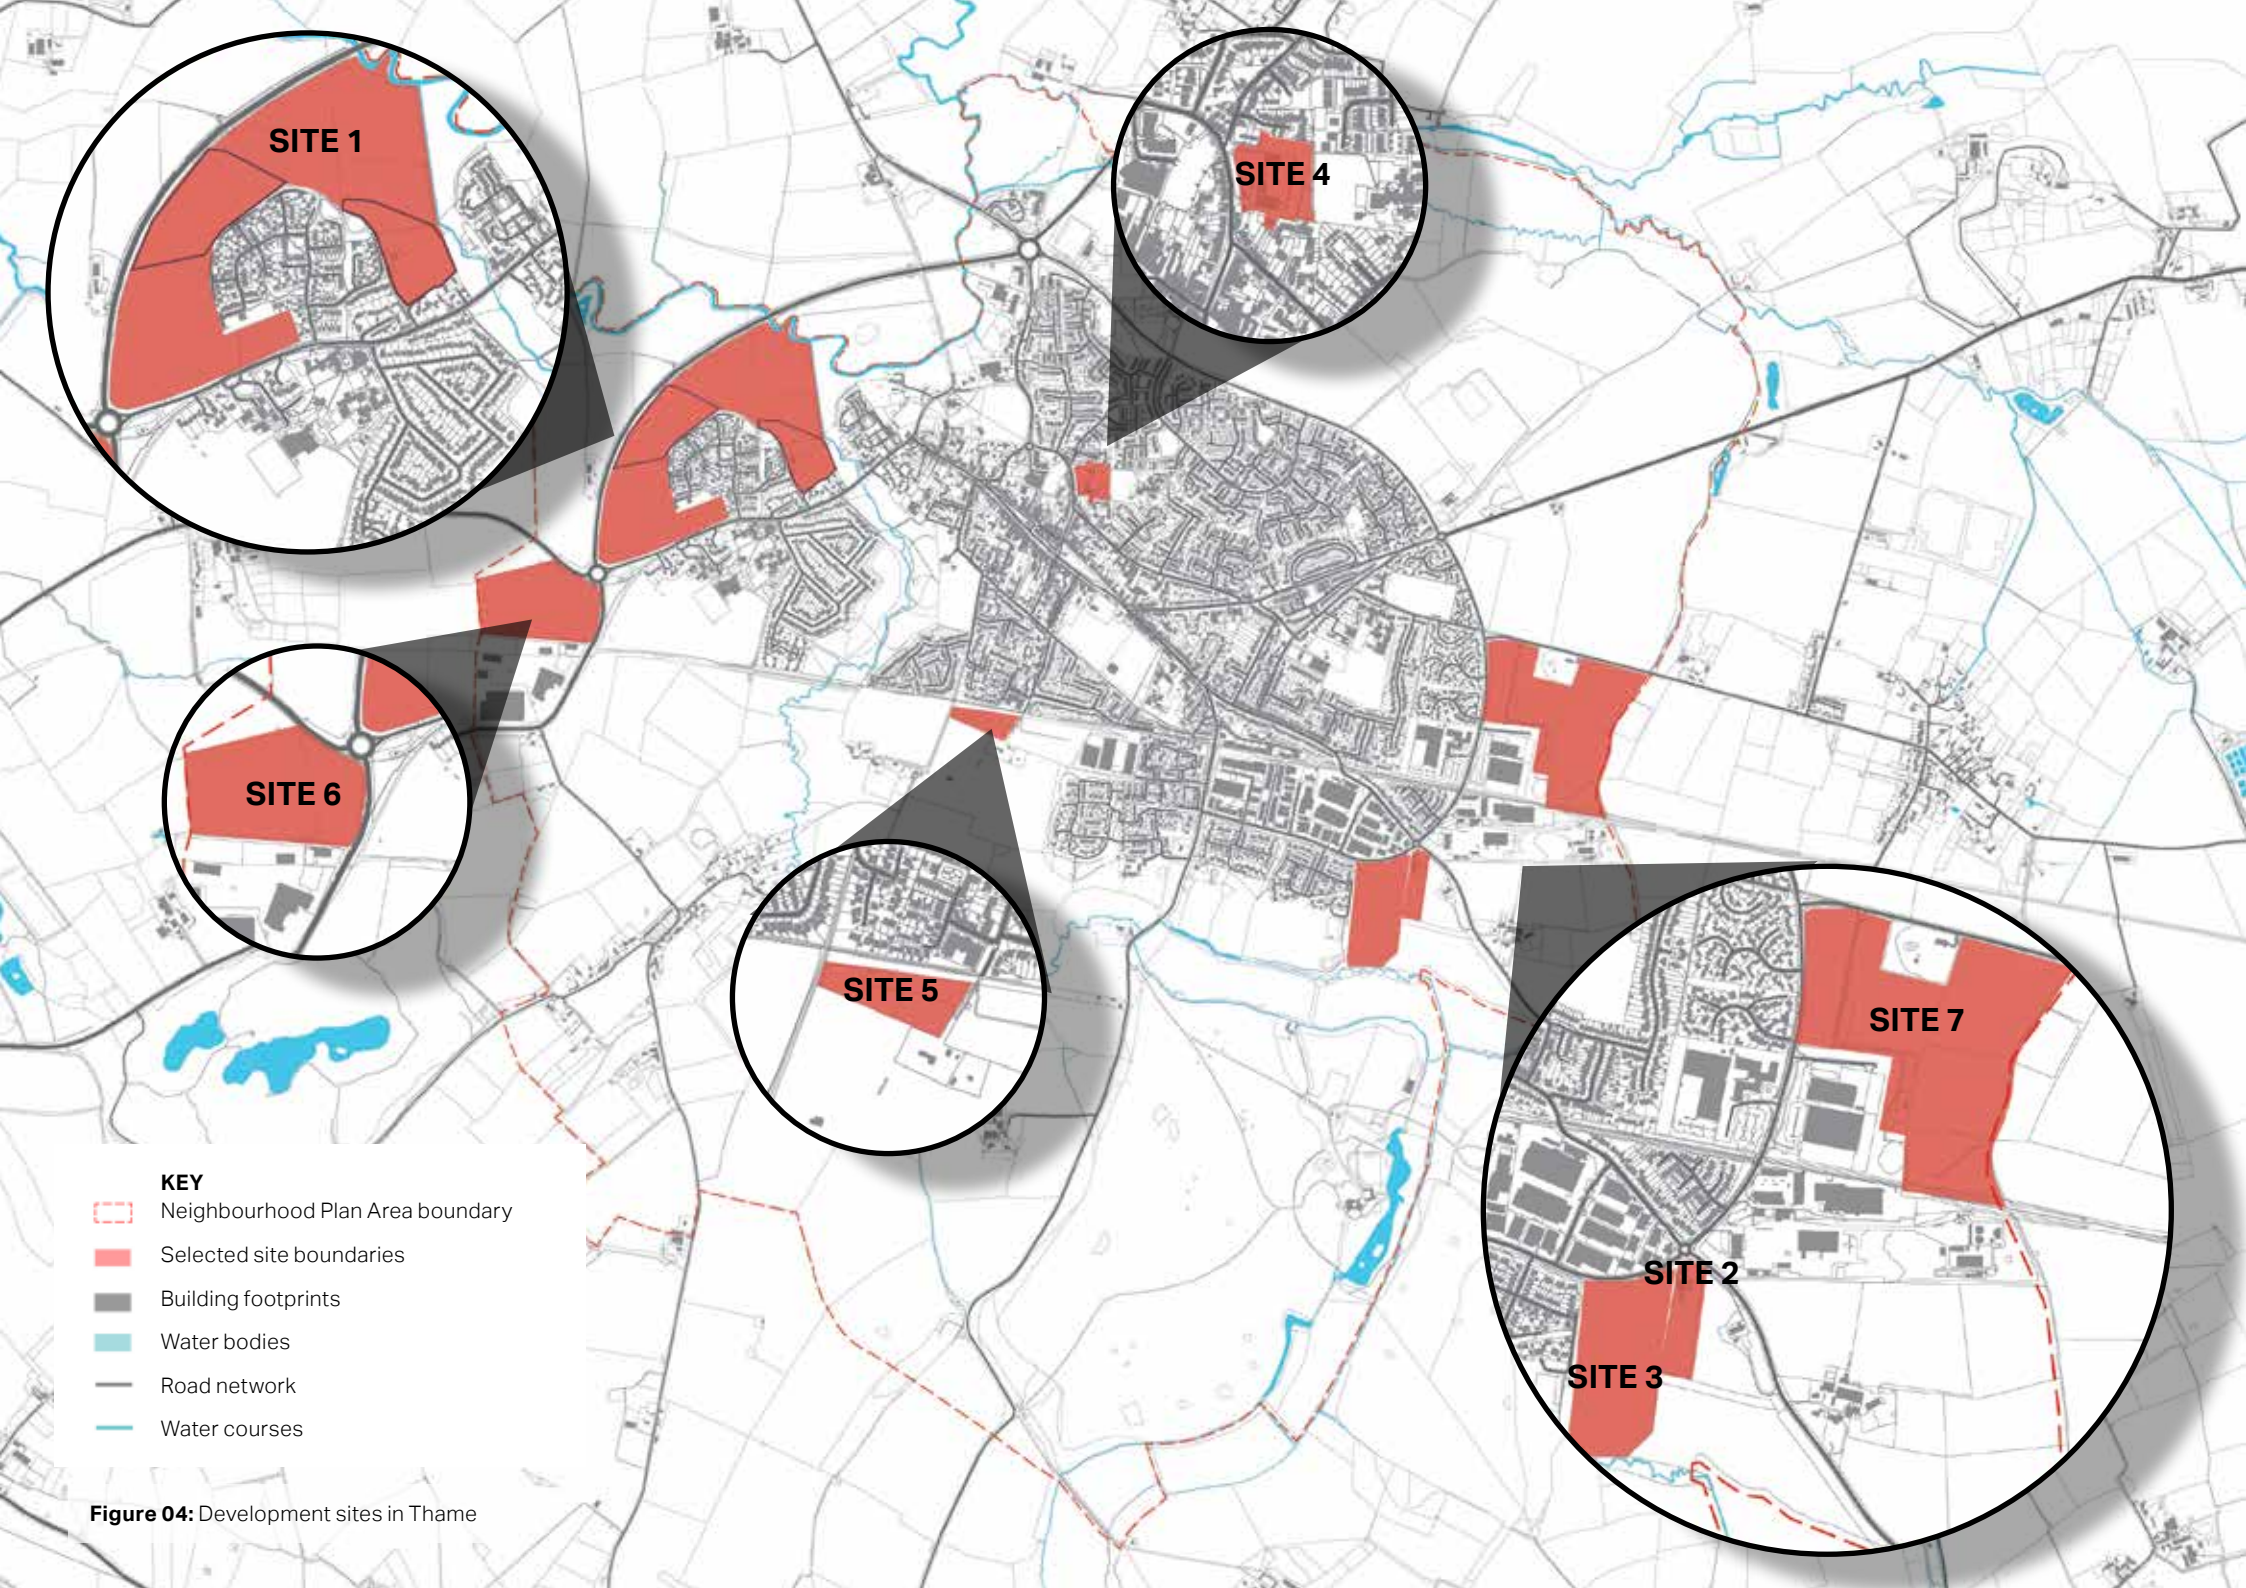 SITE 1
SITE 4
SITE 6
SITE 5
SITE 7
SITE 2
SITE 3
KEY
Neighbourhood Plan Area boundary
Selected site boundaries
Building footprints
Water bodies
Road network
Water courses
Figure 04: Development sites in Thame